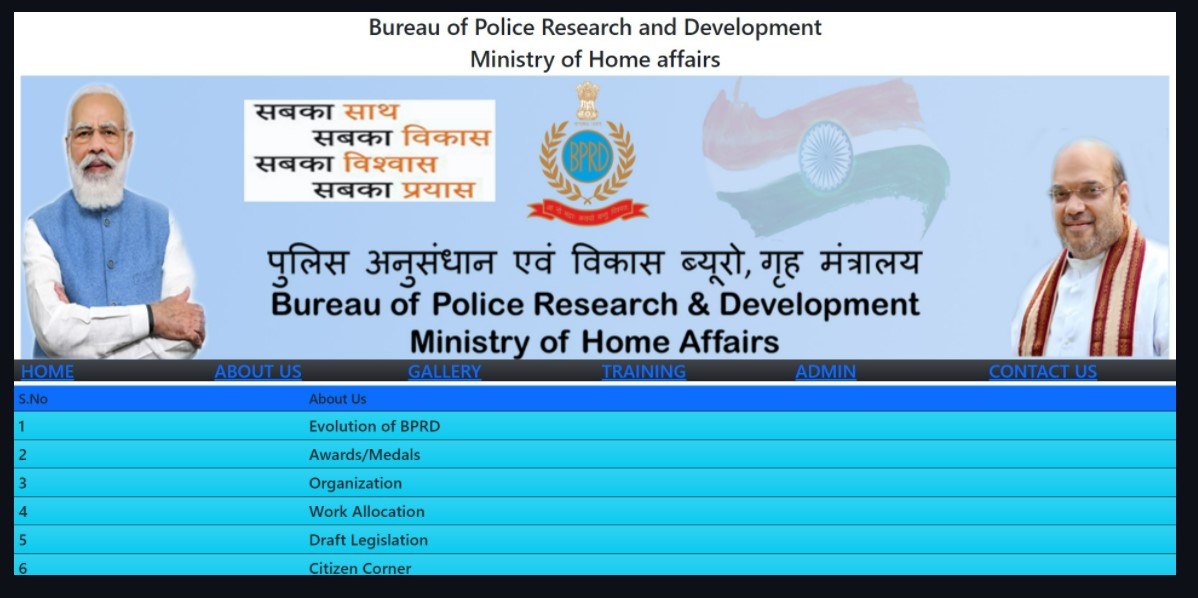 Bureau of Police Research and Development
Ministry of Home affairs
सबका साथ
सबका विकास
सबका विश्वास
सबका प्रयास
BPRD
पुलिस अनुसंधान एवं विकास ब्यूरो, गृह मंत्रालय
Bureau of Police Research & Development
Ministry of Home Affairs
HOME ABOUT US GALLERY TRAINING ADMIN CONTACT US
S.No About Us
1 Evolution of BPRD
2 Awards/Medals
3 Organization
4 Work Allocation
5 Draft Legislation
6 Citizen Corner